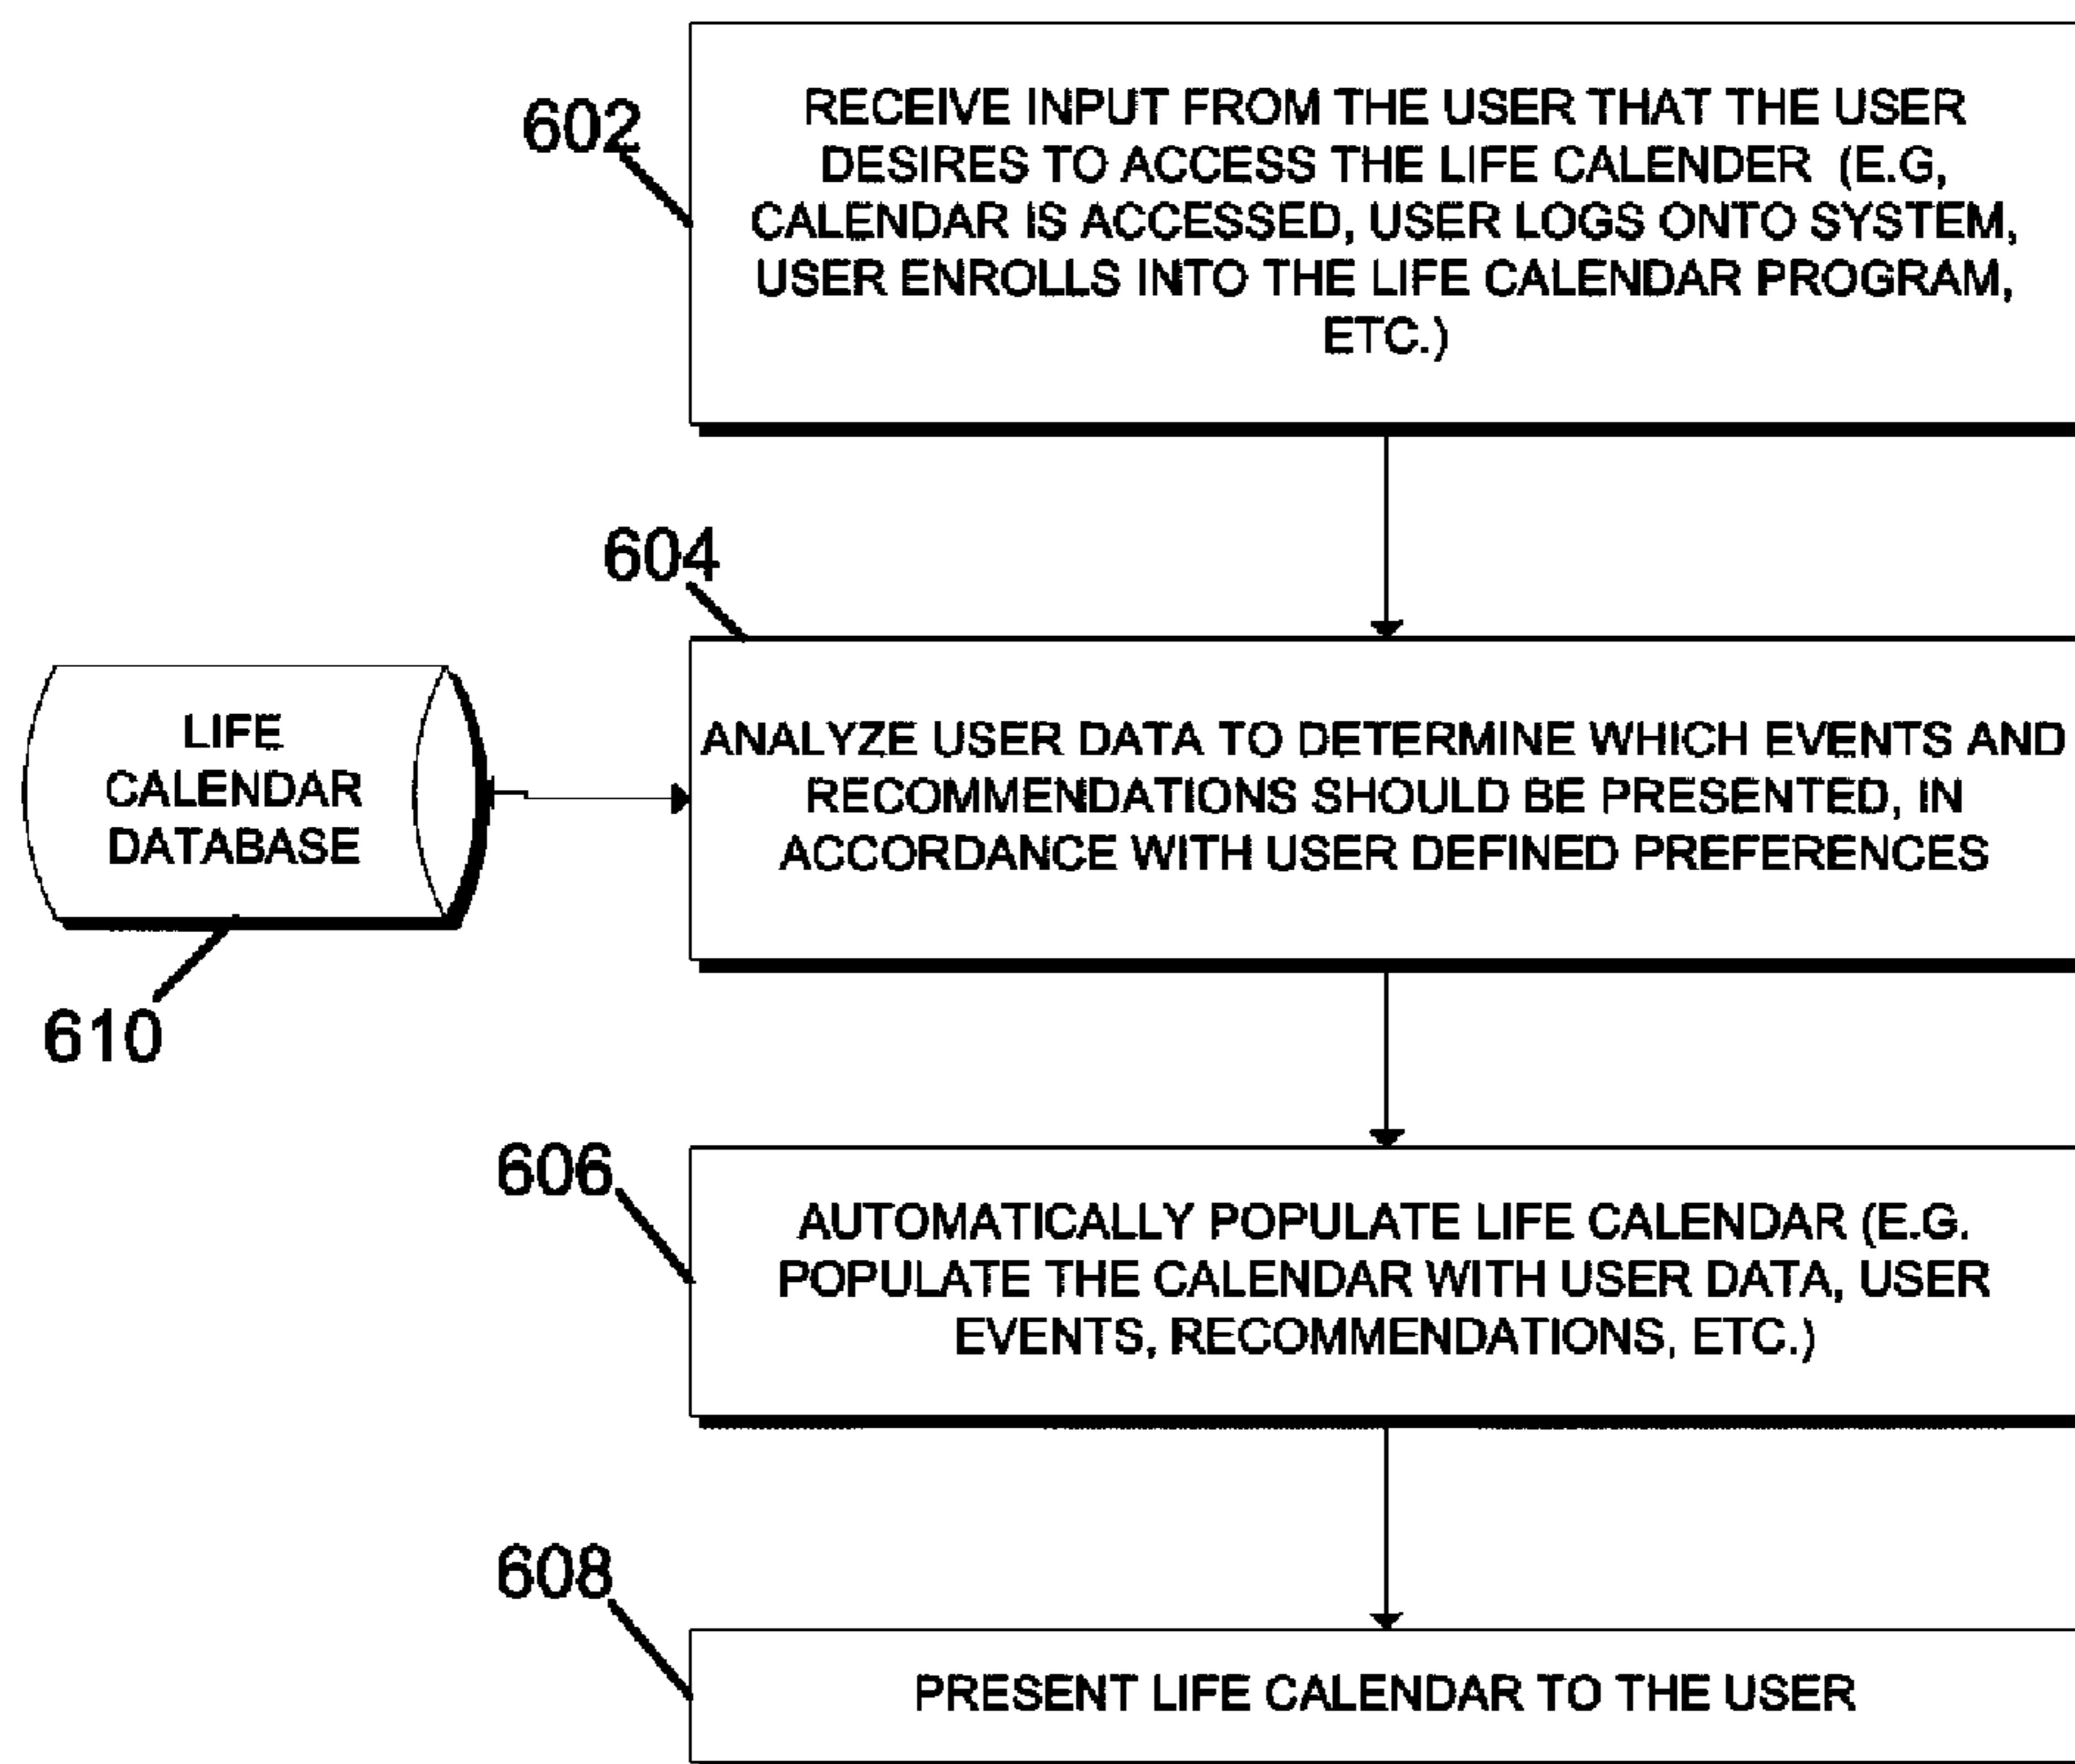 602
RECEIVE INPUT FROM THE USER THAT THE USER
DESIRES TO ACCESS THE LIFE CALENDER (E.G,
CALENDAR IS ACCESSED, USER LOGS ONTO SYSTEM,
USER ENROLLS INTO THE LIFE CALENDAR PROGRAM,
ETC.)
604
LIFE
CALENDAR
DATABASE
610
ANALYZE USER DATA TO DETERMINE WHICH EVENTS AND
RECOMMENDATIONS SHOULD BE PRESENTED, IN
ACCORDANCE WITH USER DEFINED PREFERENCES
606
AUTOMATICALLY POPULATE LIFE CALENDAR (E.G.
POPULATE THE CALENDAR WITH USER DATA, USER
EVENTS, RECOMMENDATIONS, ETC.)
608
PRESENT LIFE CALENDAR TO THE USER